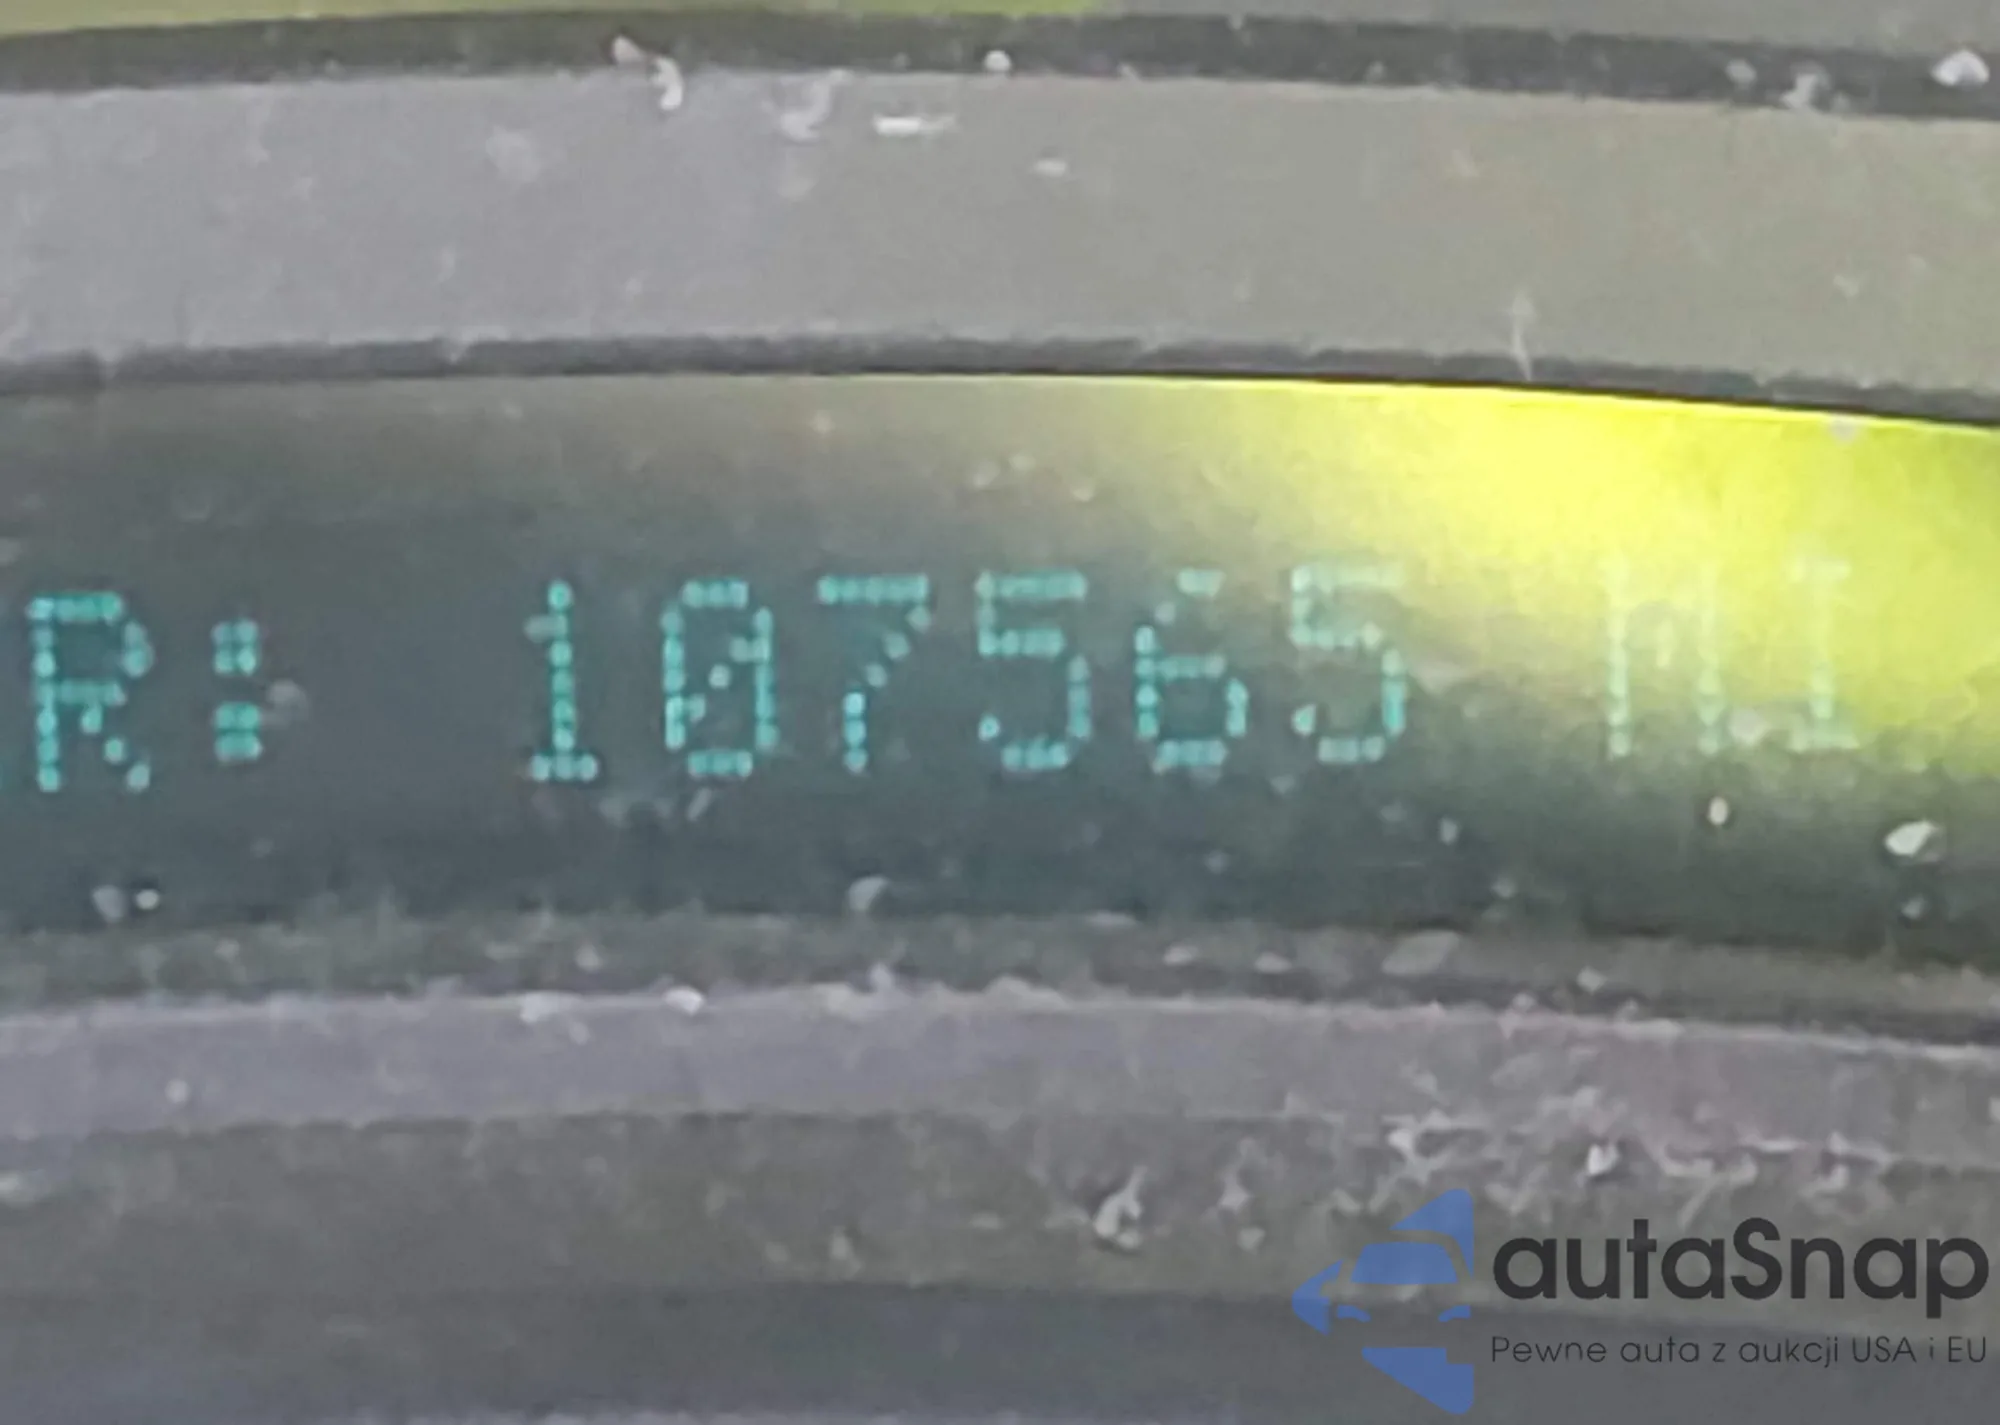 R: 107565 MI
autaSnap
Pewne auta z aukcji USA i EU